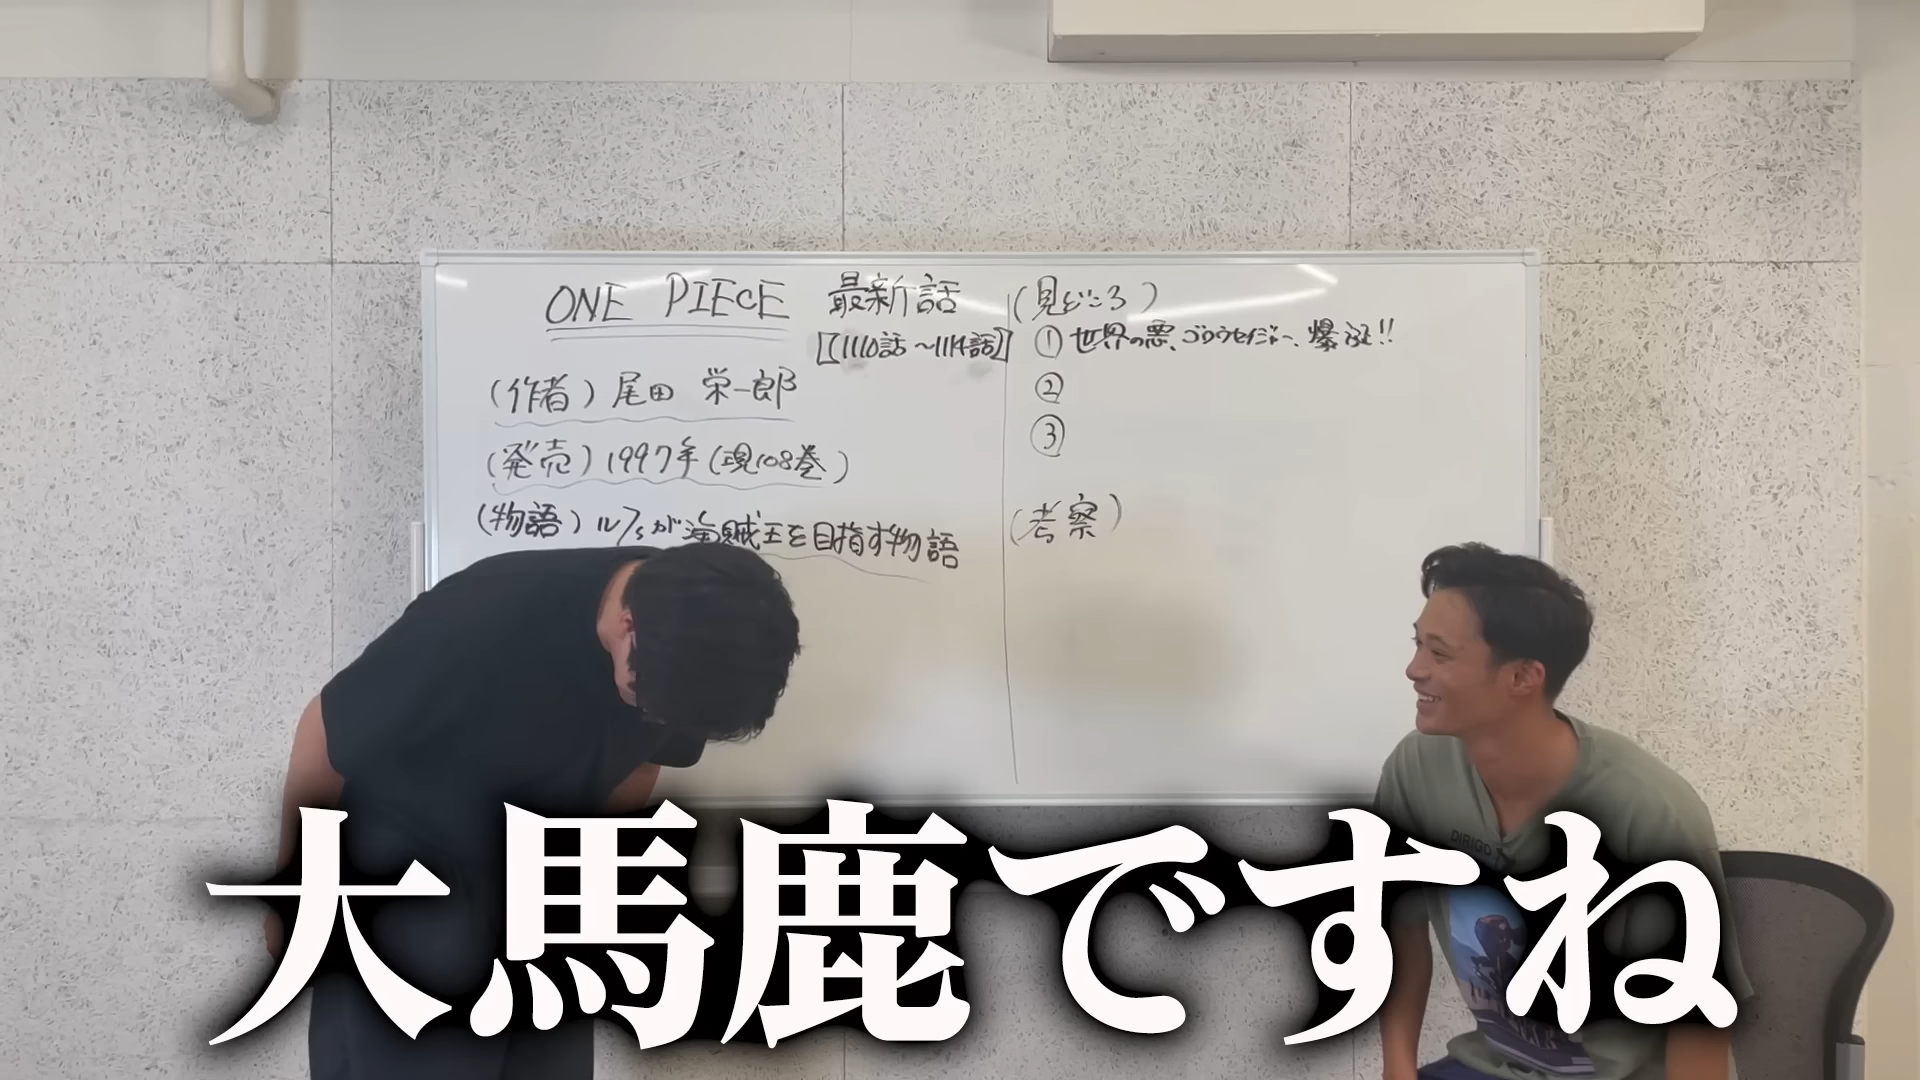 ONE PIECE 最新話
【1110話〜1114話】
(作者)尾田 栄一郎
(発売)1997年(現108巻)
(物語)ルフィが海賊王を目指す物語
(見どころ)
① 世界の悪、ゴロウセイジャー、爆誕!!
②
③
(考察)
DIRIGO
大馬鹿ですね